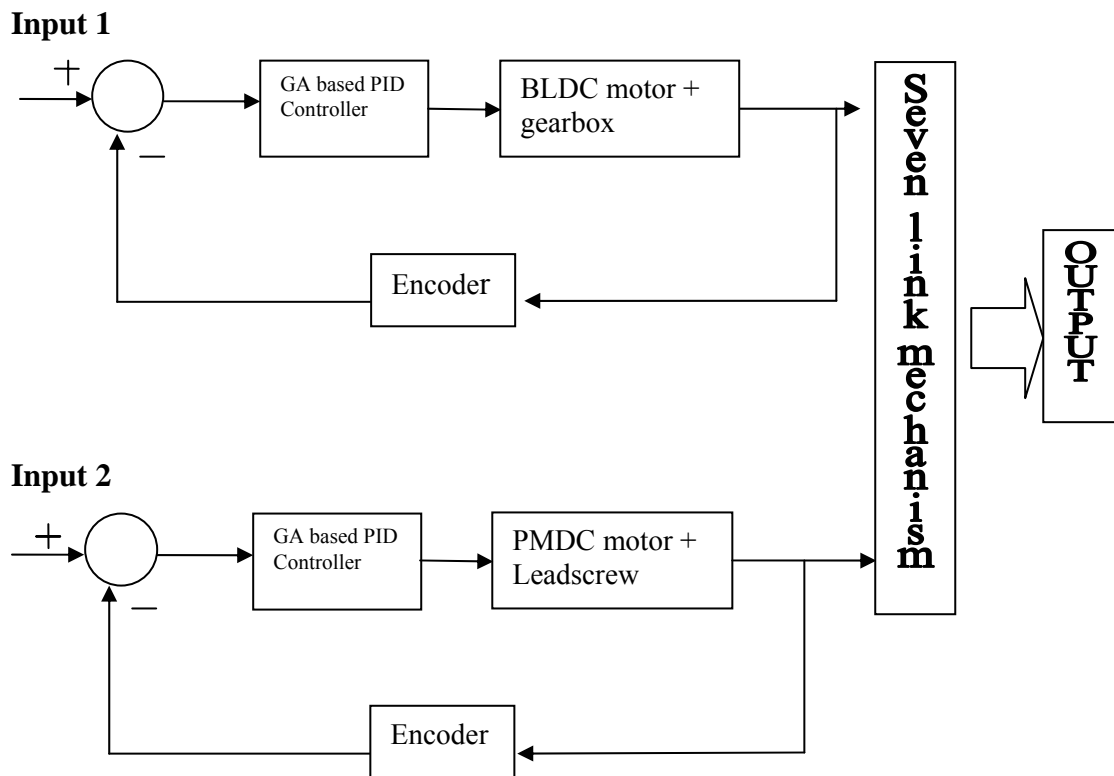 Input 1
+
GA based PID
Controller
BLDC motor +
gearbox
−
Encoder
Seven link mechanism
OUTPUT
Input 2
+
GA based PID
Controller
PMDC motor +
Leadscrew
−
Encoder